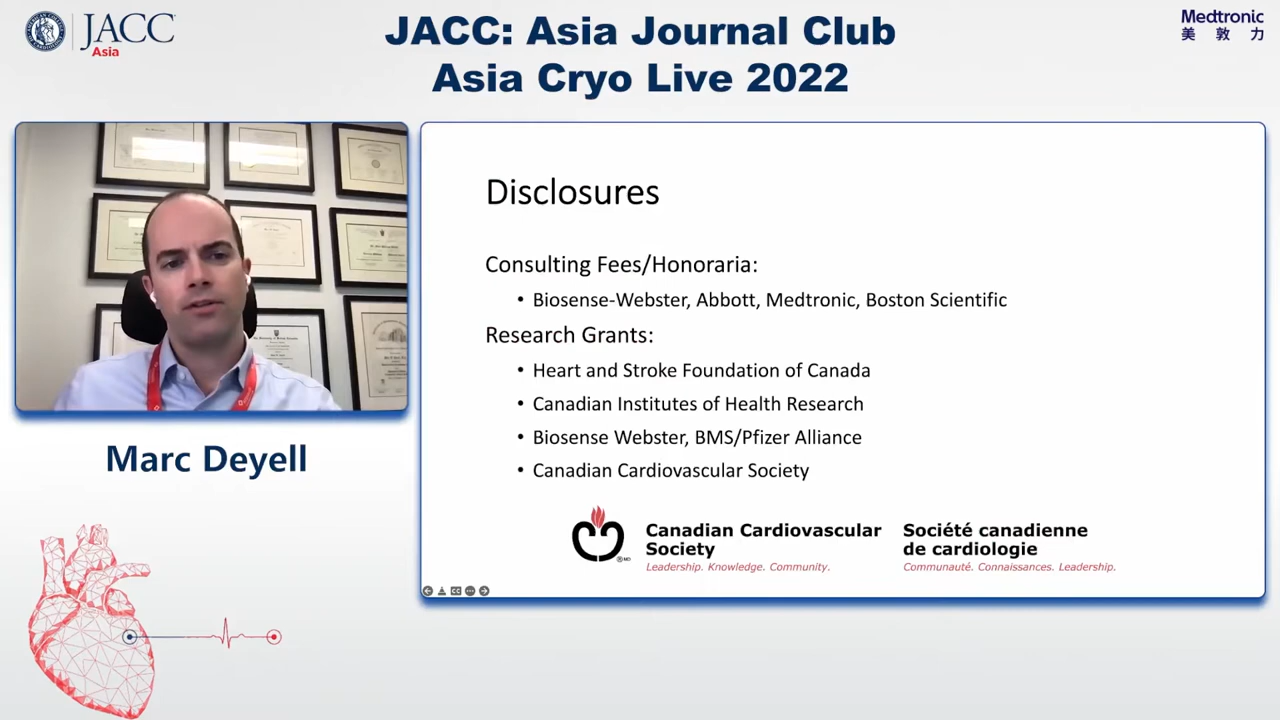 JACC
Asia
JACC: Asia Journal Club
Asia Cryo Live 2022
Medtronic
美 敦 力
Disclosures
Consulting Fees/Honoraria:
• Biosense-Webster, Abbott, Medtronic, Boston Scientific
Research Grants:
• Heart and Stroke Foundation of Canada
• Canadian Institutes of Health Research
• Biosense Webster, BMS/Pfizer Alliance
• Canadian Cardiovascular Society
Canadian Cardiovascular
Society
Leadership. Knowledge. Community.
Société canadienne
de cardiologie
Communauté. Connaissances. Leadership.
Marc Deyell